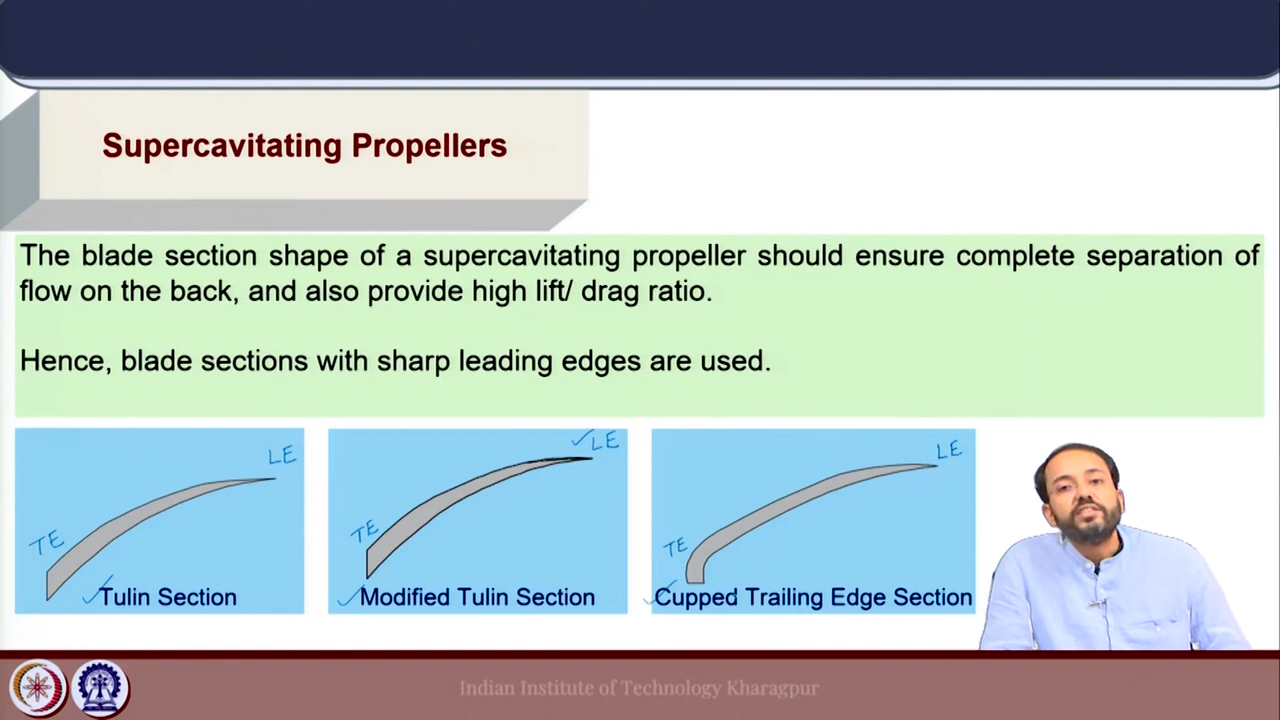 Supercavitating Propellers
The blade section shape of a supercavitating propeller should ensure complete separation of
flow on the back, and also provide high lift/ drag ratio.
Hence, blade sections with sharp leading edges are used.
LE
TE
Tulin Section
LE
TE
Modified Tulin Section
LE
TE
Cupped Trailing Edge Section
Indian Institute of Technology Kharagpur